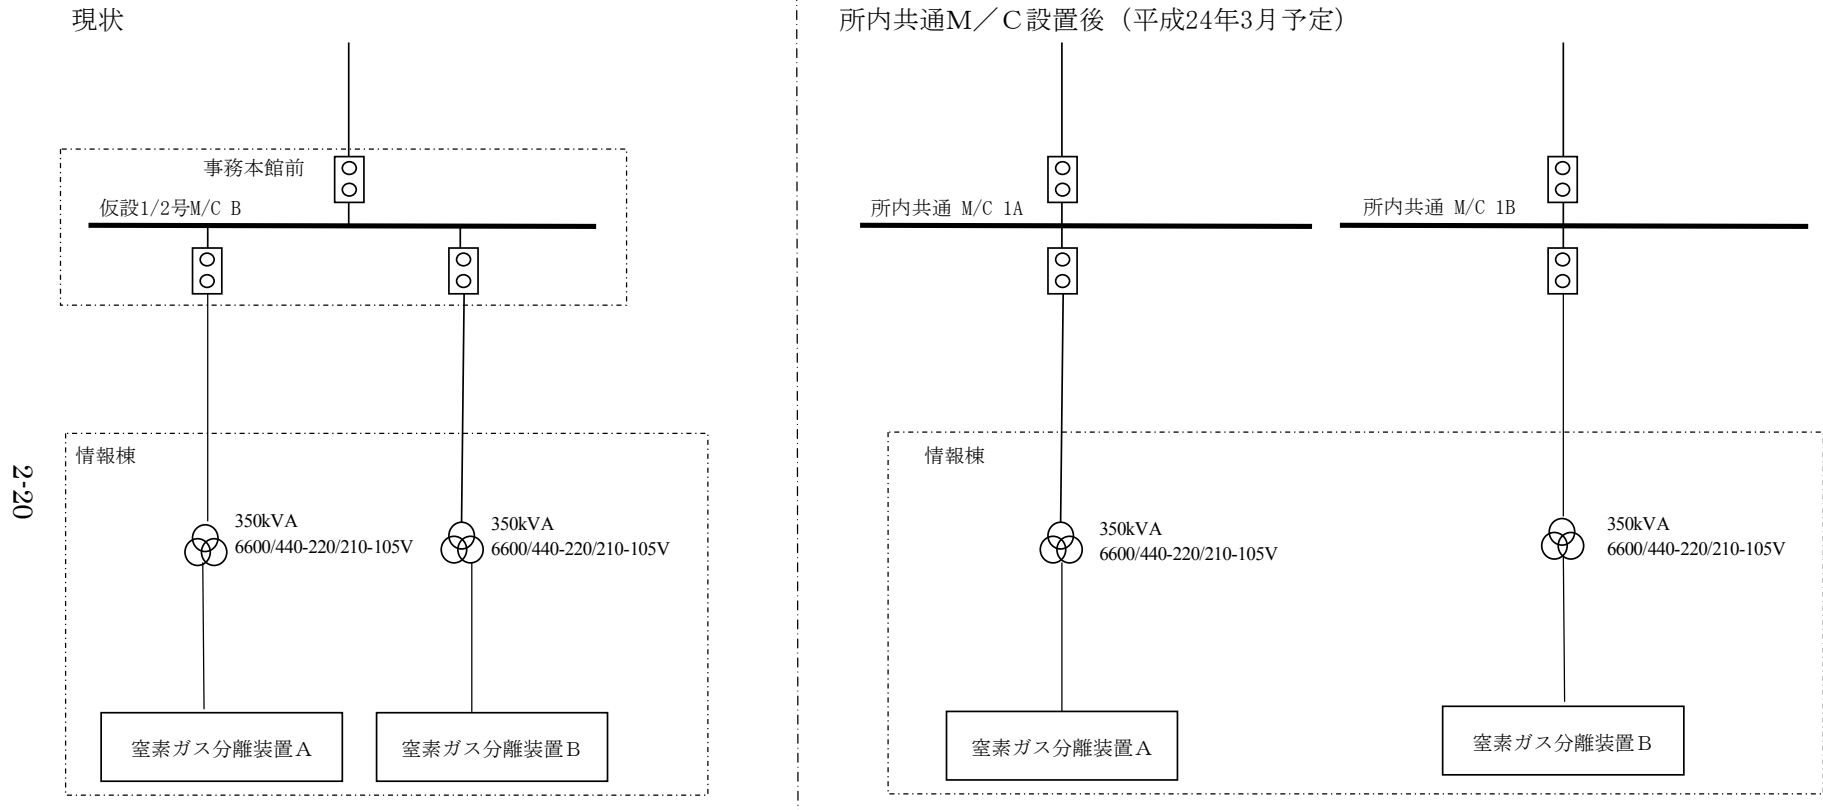 現状
事務本館前
仮設1/2号M/C B
情報棟
350kVA
6600/440-220/210-105V
350kVA
6600/440-220/210-105V
窒素ガス分離装置A
窒素ガス分離装置B
所内共通M／C設置後（平成24年3月予定）
所内共通 M/C 1A
所内共通 M/C 1B
情報棟
350kVA
6600/440-220/210-105V
350kVA
6600/440-220/210-105V
窒素ガス分離装置A
窒素ガス分離装置B
2-20